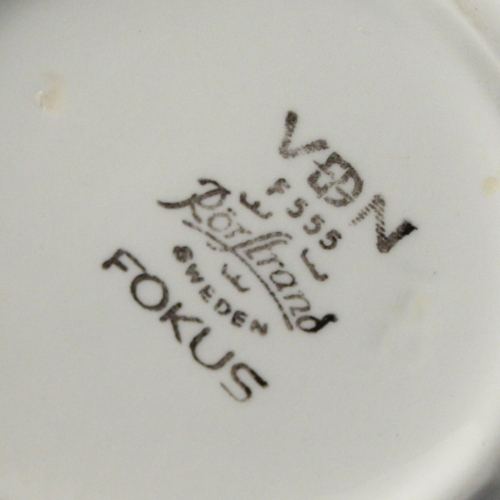 VDN
F 555
Rörstrand
SWEDEN
FOKUS